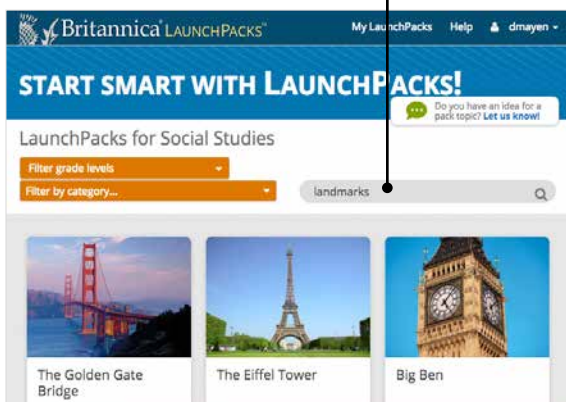 Britannica® LAUNCHPACKS™
My LaunchPacks Help dmayen
START SMART WITH LAUNCHPACKS!
Do you have an idea for a
pack topic? Let us know!
LaunchPacks for Social Studies
Filter grade levels
Filter by category...
landmarks
The Golden Gate
Bridge
The Eiffel Tower
Big Ben